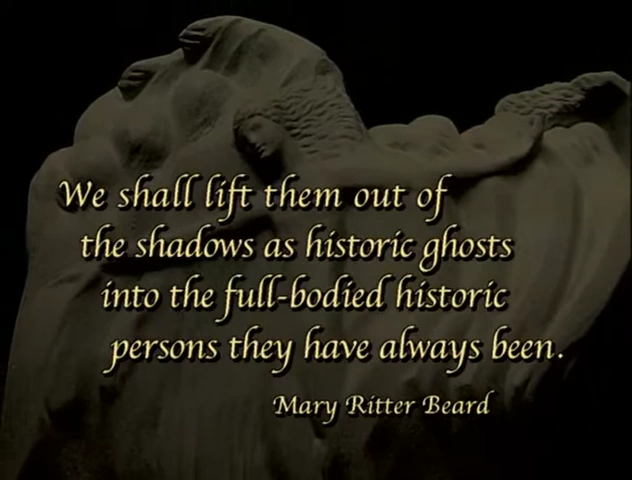 We shall lift them out of
the shadows as historic ghosts
into the full-bodied historic
persons they have always been.
Mary Ritter Beard